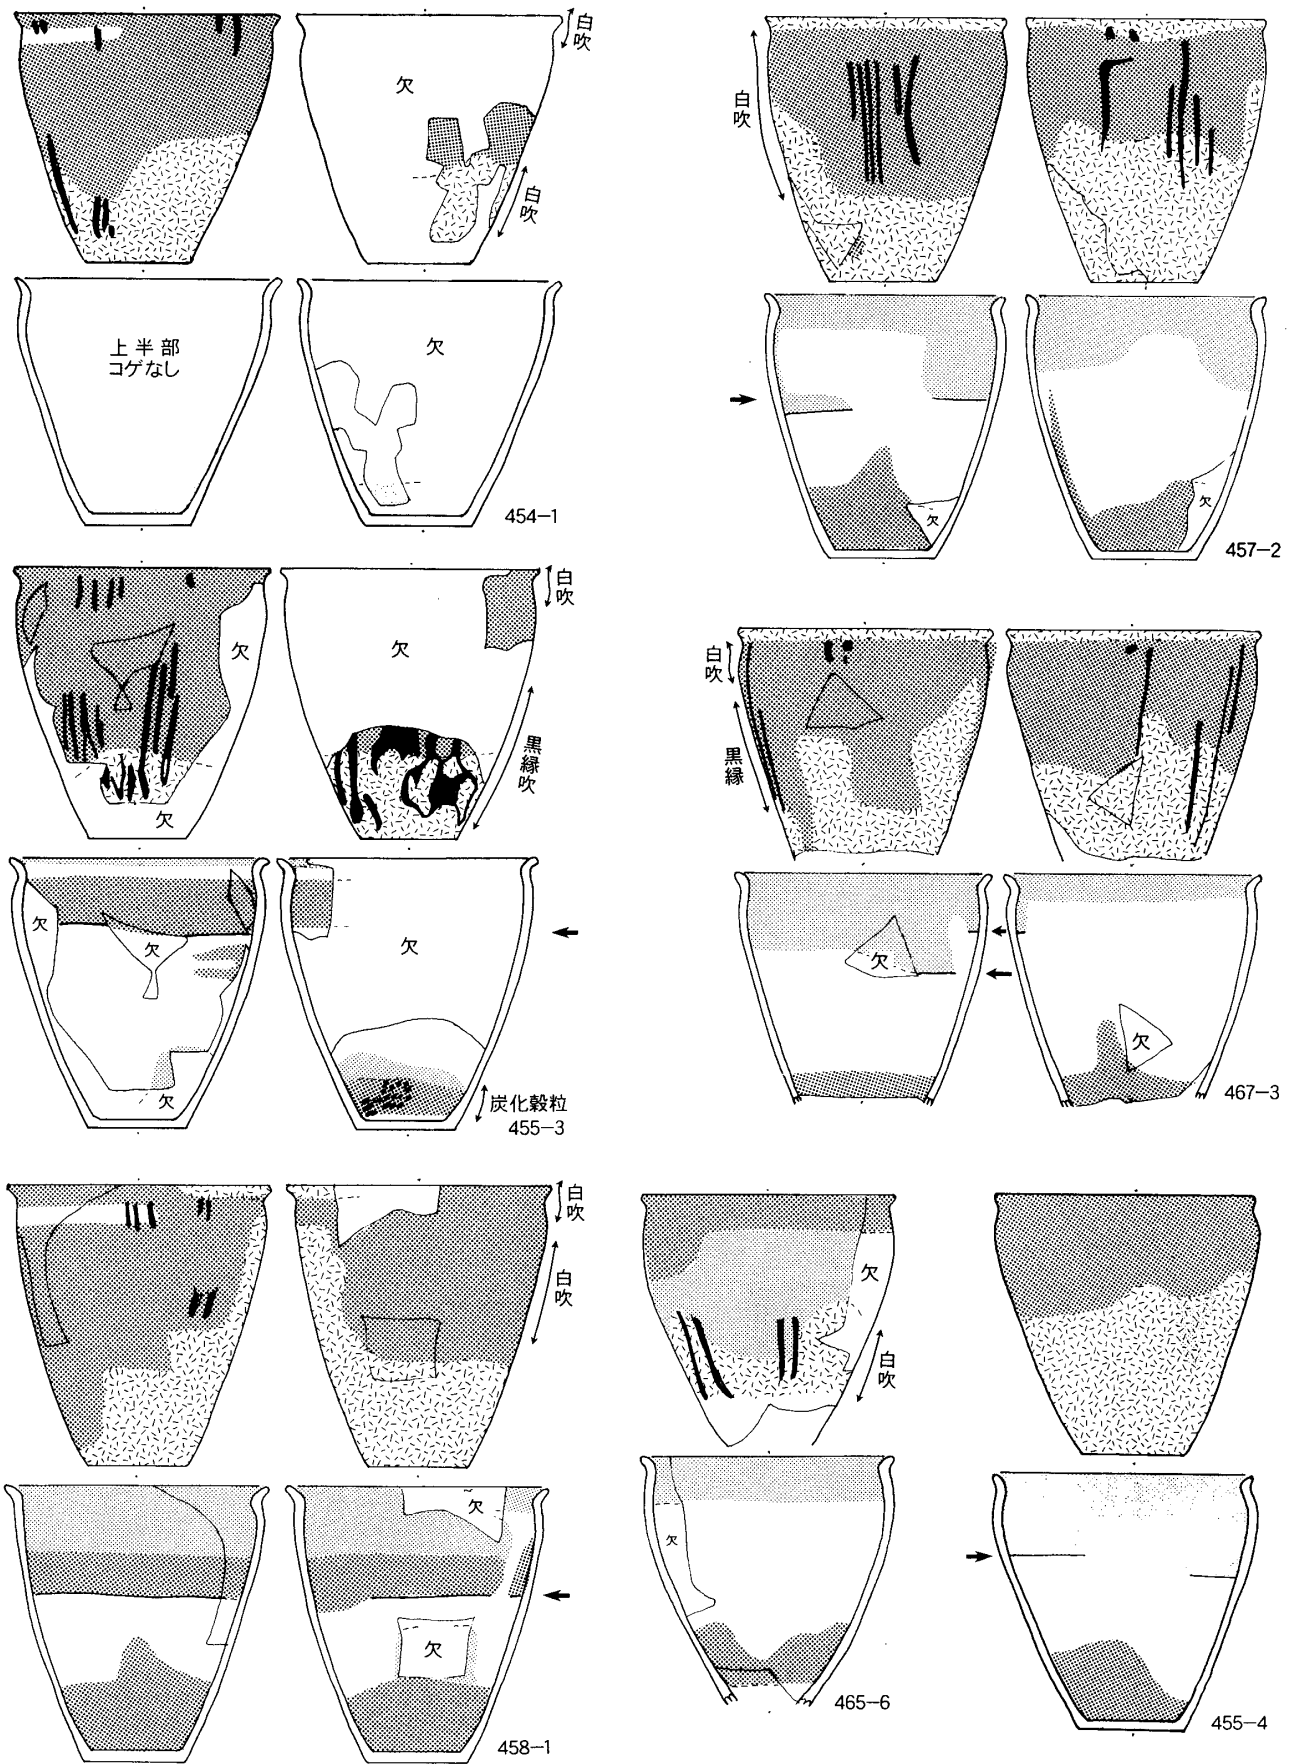 白吹
欠
白吹
上半部
コゲなし
欠
454-1
白吹
欠
457-2
欠
白吹
欠
欠
黒縁吹
欠
欠
欠
欠
炭化穀粒
455-3
白吹
黒縁
欠
欠
467-3
白吹
白吹
欠
欠
458-1
欠
白吹
欠
465-6
455-4